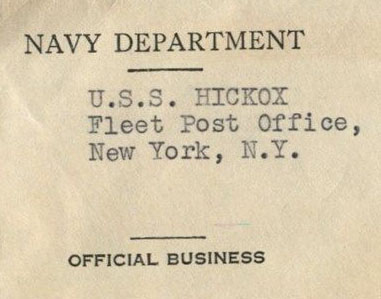 NAVY DEPARTMENT
U.S.S. HICKOX
Fleet Post Office,
New York, N.Y.
OFFICIAL BUSINESS